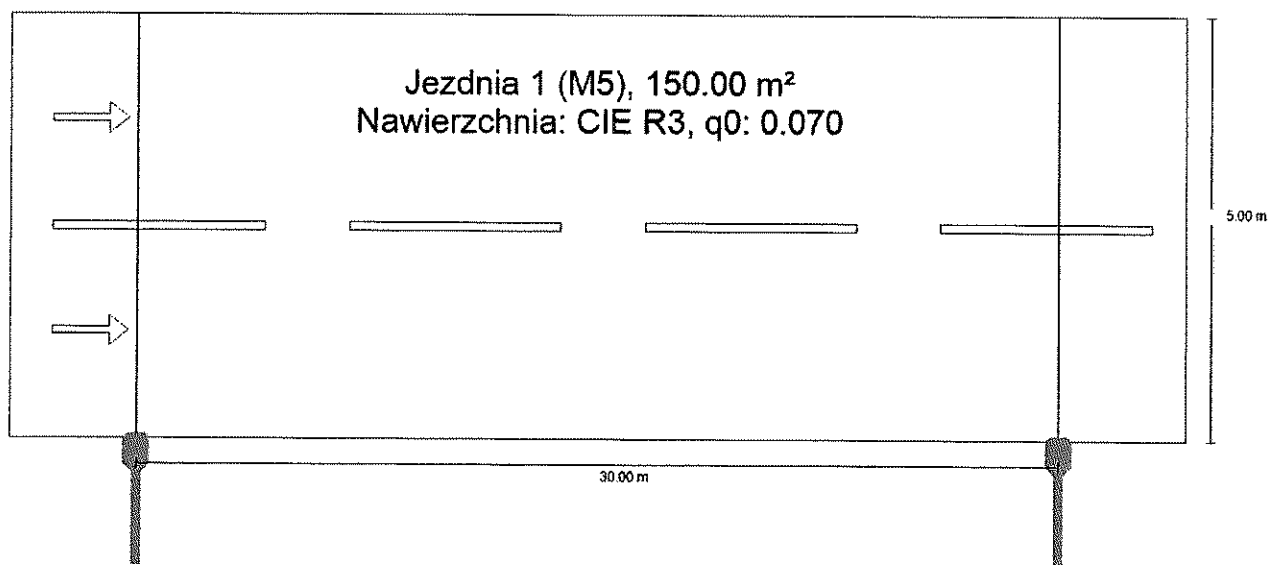 Jezdnia 1 (M5), 150.00 m²
Nawierzchnia: CIE R3, q0: 0.070
5.00 m
30.00 m